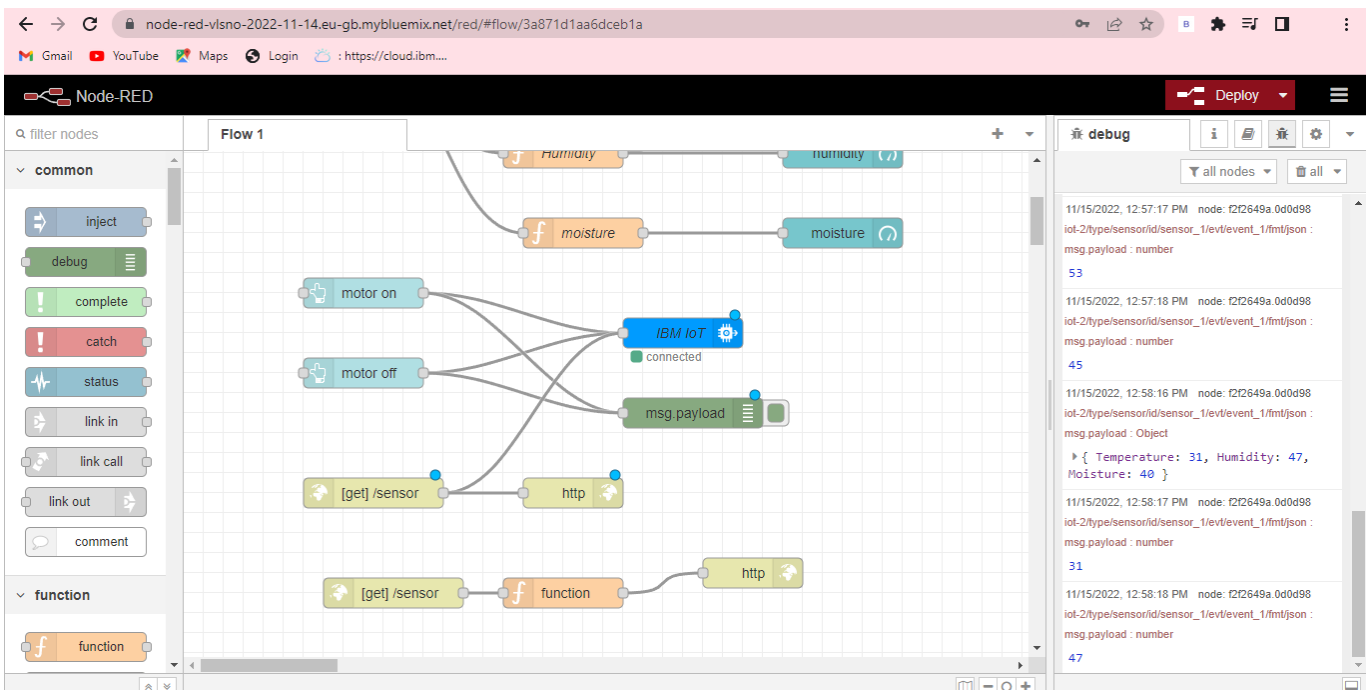 node-red-vlsno-2022-11-14.eu-gb.mybluemix.net/red/#flow/3a871d1aa6dceb1a
Gmail YouTube Maps Login : https://cloud.ibm....
Node-RED Deploy
filter nodes
common
inject
debug
complete
catch
status
link in
link call
link out
comment
function
function
Flow 1
Humidity humidity
moisture moisture
motor on
IBM IoT
connected
motor off
msg.payload
[get] /sensor http
http
[get] /sensor function
debug i
all nodes all
11/15/2022, 12:57:17 PM node: f2f2649a.0d0d98
iot-2/type/sensor/id/sensor_1/evt/event_1/fmt/json :
msg.payload : number
53
11/15/2022, 12:57:18 PM node: f2f2649a.0d0d98
iot-2/type/sensor/id/sensor_1/evt/event_1/fmt/json :
msg.payload : number
45
11/15/2022, 12:58:16 PM node: f2f2649a.0d0d98
iot-2/type/sensor/id/sensor_1/evt/event_1/fmt/json :
msg.payload : Object
{ Temperature: 31, Humidity: 47,
Moisture: 40 }
11/15/2022, 12:58:17 PM node: f2f2649a.0d0d98
iot-2/type/sensor/id/sensor_1/evt/event_1/fmt/json :
msg.payload : number
31
11/15/2022, 12:58:18 PM node: f2f2649a.0d0d98
iot-2/type/sensor/id/sensor_1/evt/event_1/fmt/json :
msg.payload : number
47